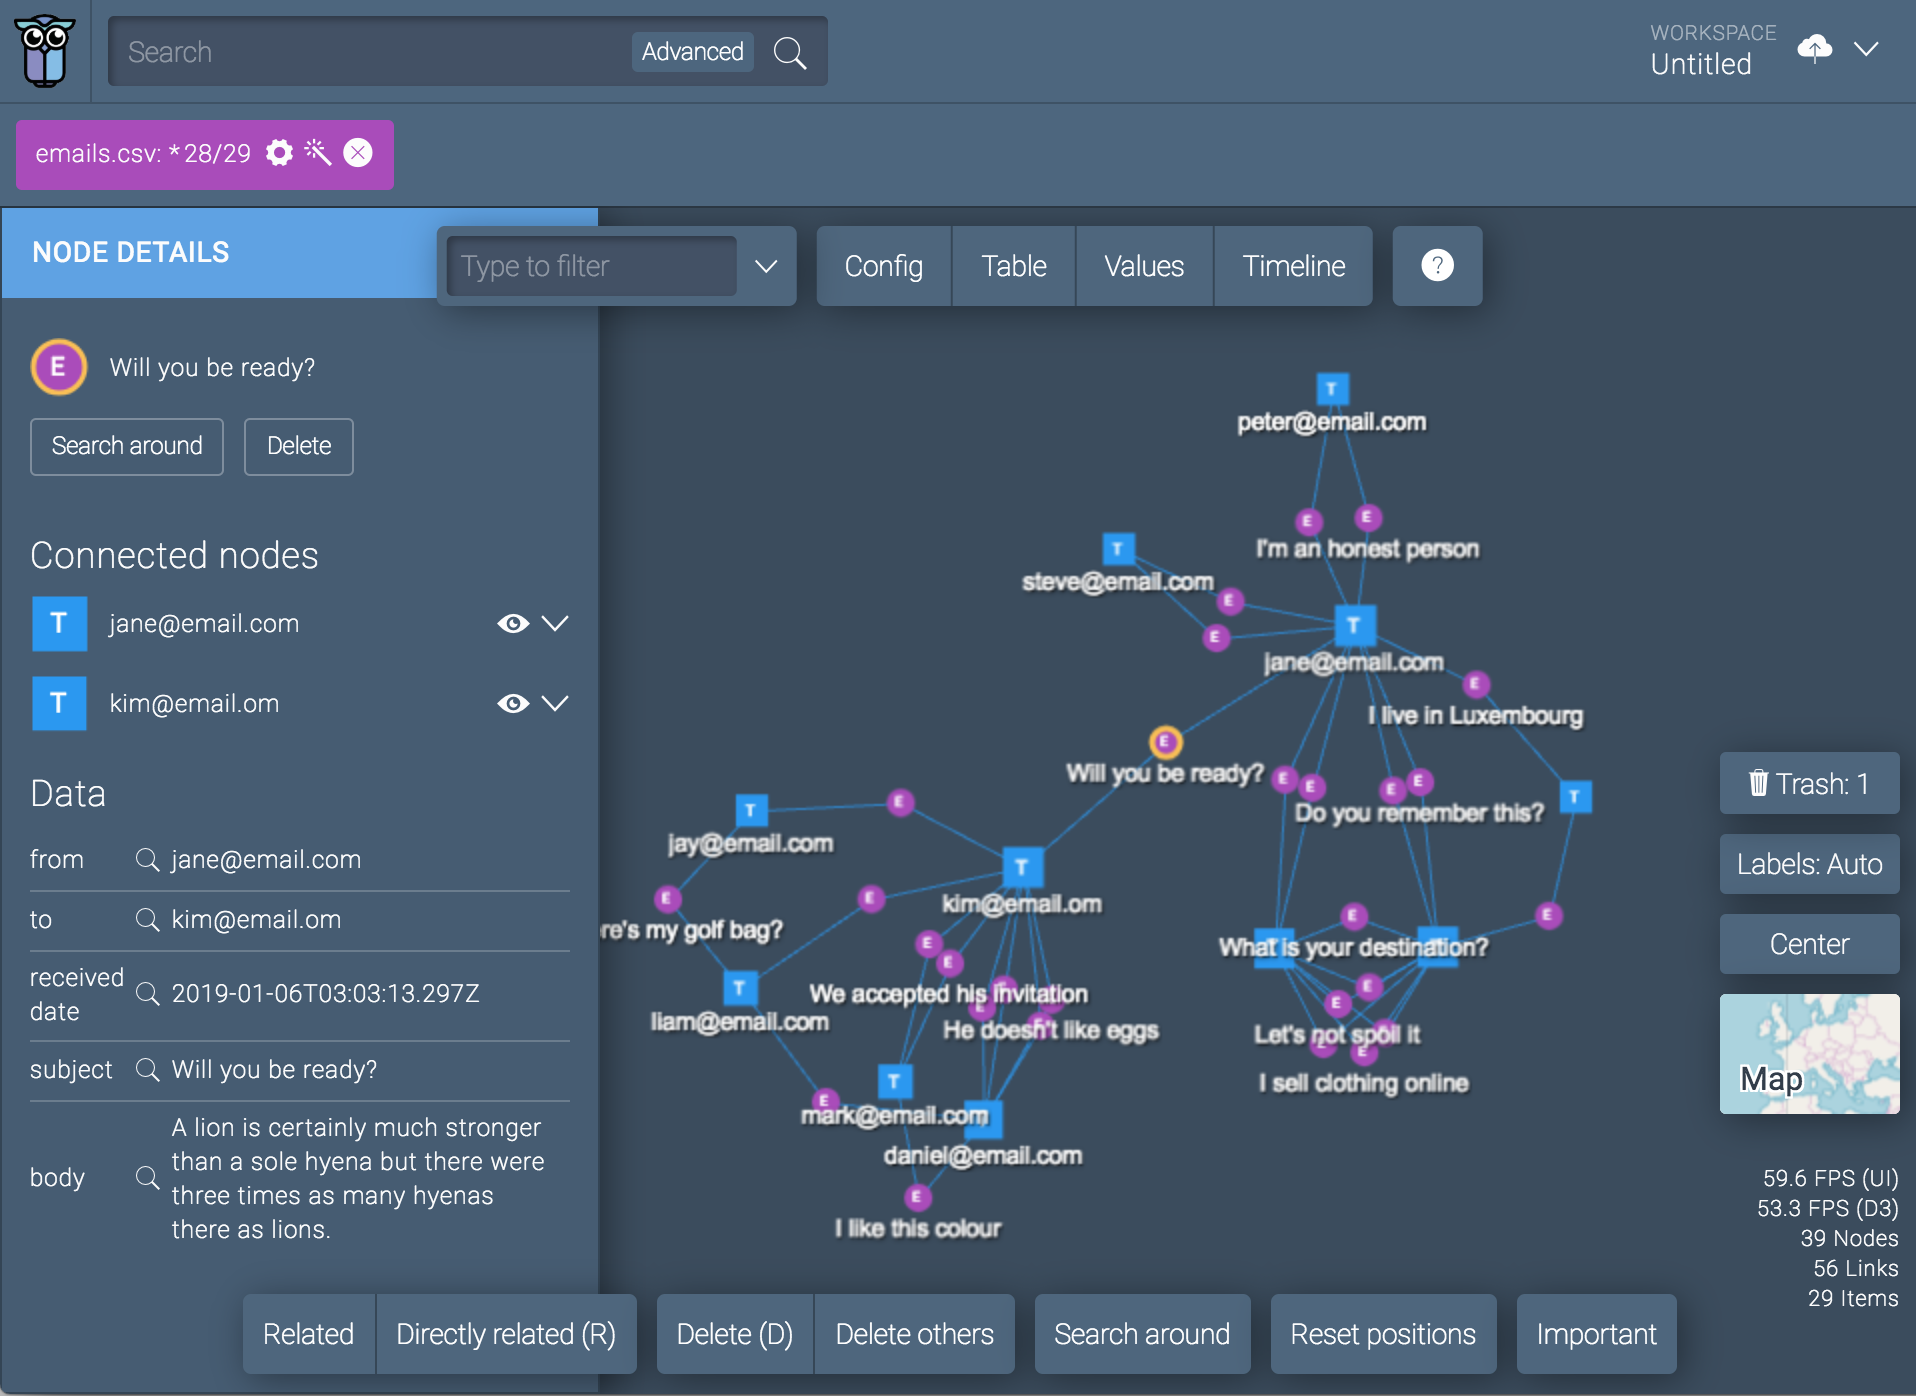 Search
Advanced
WORKSPACE
Untitled
emails.csv: *28/29
NODE DETAILS
Type to filter
Config
Table
Values
Timeline
?
E
Will you be ready?
Search around
Delete
Connected nodes
T
jane@email.com
T
kim@email.om
Data
from
jane@email.com
to
kim@email.om
received
date
2019-01-06T03:03:13.297Z
subject
Will you be ready?
body
A lion is certainly much stronger
than a sole hyena but there were
three times as many hyenas
there as lions.
T
peter@email.com
E
E
I'm an honest person
T
steve@email.com
E
E
T
jane@email.com
E
I live in Luxembourg
E
Will you be ready?
E
E
E
E
Do you remember this?
T
T
jay@email.com
E
T
kim@email.om
E
E
re's my golf bag?
E
E
What is your destination?
E
E
T
liam@email.com
We accepted his invitation
E
He doesn't like eggs
E
E
Let's not spoil it
E
I sell clothing online
T
E
mark@email.com
daniel@email.com
E
I like this colour
Trash: 1
Labels: Auto
Center
Map
59.6 FPS (UI)
53.3 FPS (D3)
39 Nodes
56 Links
29 Items
Related
Directly related (R)
Delete (D)
Delete others
Search around
Reset positions
Important